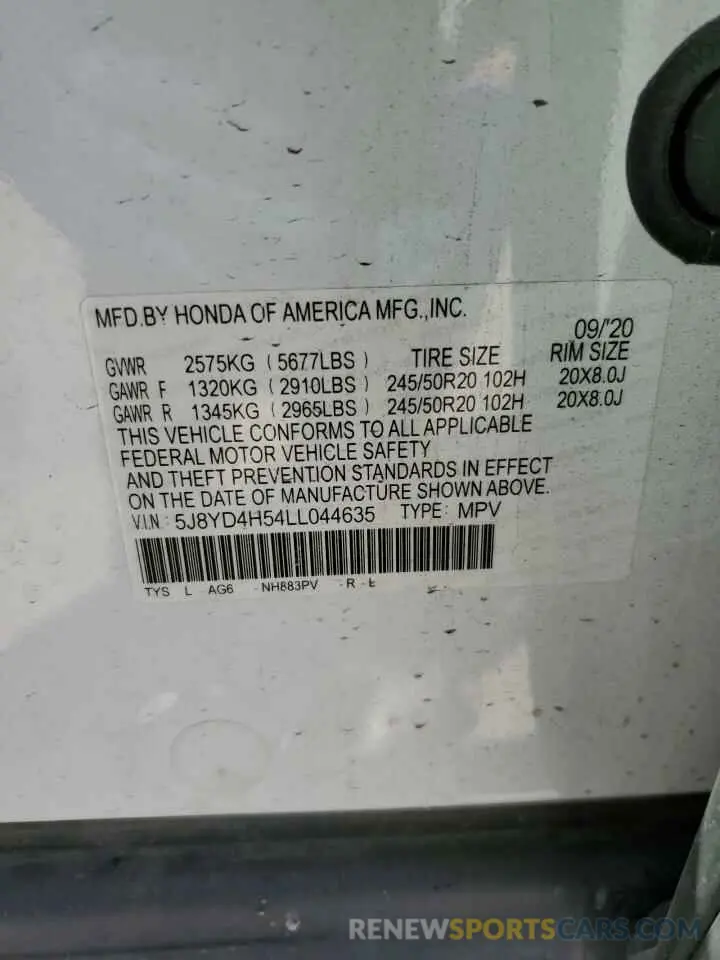 MFD.BY HONDA OF AMERICA MFG.,INC.
09/'20
GVWR 2575KG (5677LBS) TIRE SIZE RIM SIZE
GAWR F 1320KG (2910LBS) 245/50R20 102H 20X8.0J
GAWR R 1345KG (2965LBS) 245/50R20 102H 20X8.0J
THIS VEHICLE CONFORMS TO ALL APPLICABLE
FEDERAL MOTOR VEHICLE SAFETY
AND THEFT PREVENTION STANDARDS IN EFFECT
ON THE DATE OF MANUFACTURE SHOWN ABOVE.
V.I.N: 5J8YD4H54LL044635 TYPE: MPV
TYS L AG6 -NH883PV -R -L
RENEWSPORTSCARS.COM